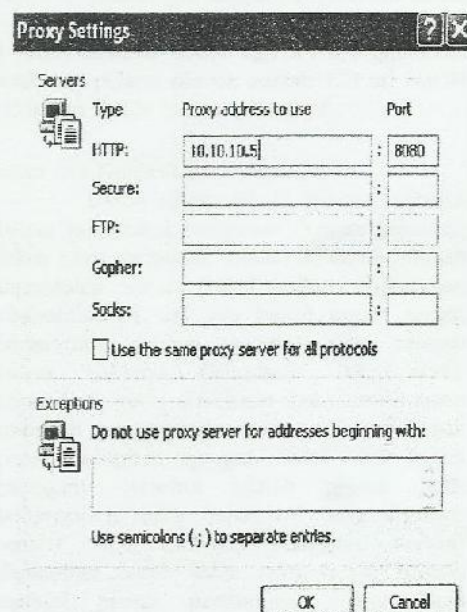 Proxy Settings
Servers
Type Proxy address to use Port
HTTP: 10.10.10.5 : 8080
Secure: :
FTP: :
Gopher: :
Socks: :
Use the same proxy server for all protocols
Exceptions
Do not use proxy server for addresses beginning with:
Use semicolons ( ; ) to separate entries.
OK Cancel